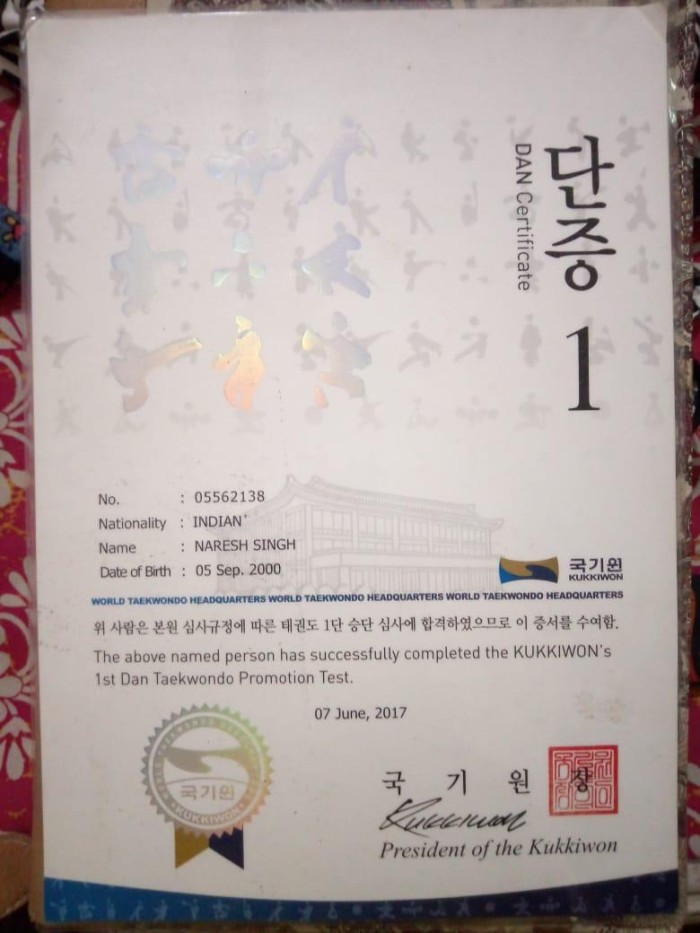 단증
DAN Certificate
1
No. : 05562138
Nationality : INDIAN
Name : NARESH SINGH
Date of Birth : 05 Sep. 2000
국기원
KUKKIWON
WORLD TAEKWONDO HEADQUARTERS WORLD TAEKWONDO HEADQUARTERS WORLD TAEKWONDO HEADQUARTERS
위 사람은 본원 심사규정에 따른 태권도 1단 승단 심사에 합격하였으므로 이 증서를 수여함.
The above named person has successfully completed the KUKKIWON's
1st Dan Taekwondo Promotion Test.
07 June, 2017
국기원
KUKKIWON
국 기 원 장
Kukkiwon
President of the Kukkiwon